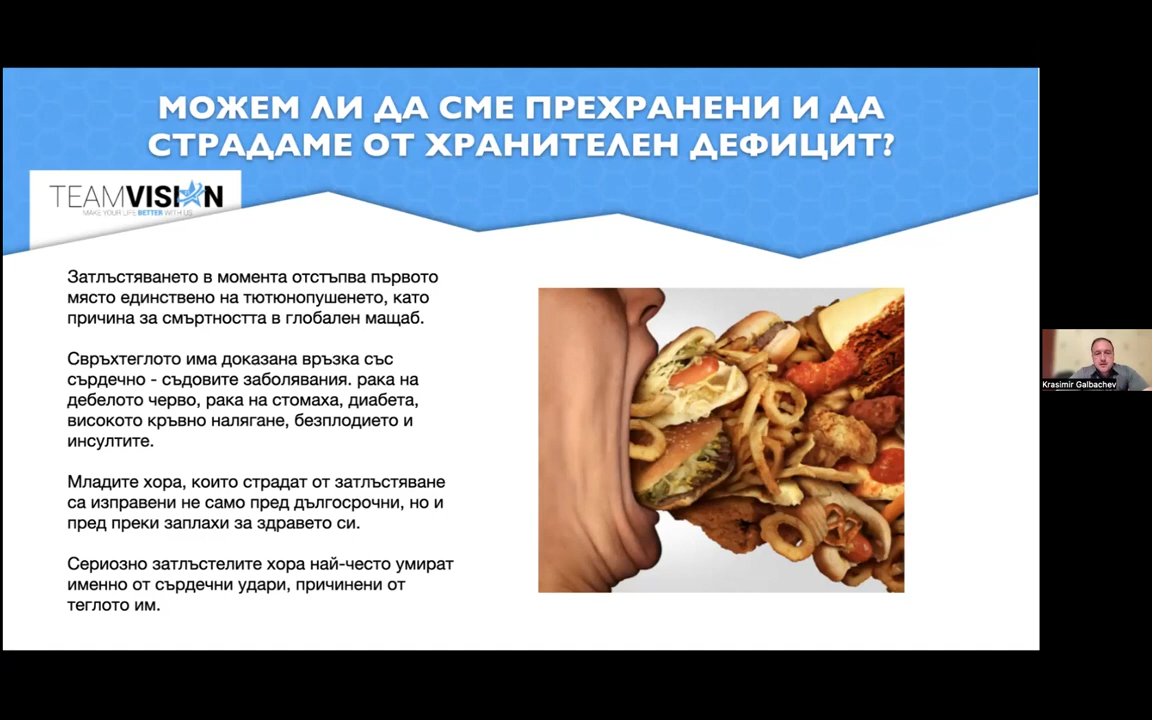 МОЖЕМ ЛИ ДА СМЕ ПРЕХРАНЕНИ И ДА
СТРАДАМЕ ОТ ХРАНИТЕЛЕН ДЕФИЦИТ?
TEAMVISION
MAKE YOUR LIFE BETTER WITH US
Затлъстяването в момента отстъпва първото
място единствено на тютюнопушенето, като
причина за смъртността в глобален мащаб.
Свръхтеглото има доказана връзка със
сърдечно - съдовите заболявания. рака на
дебелото черво, рака на стомаха, диабета,
високото кръвно налягане, безплодието и
инсултите.
Младите хора, които страдат от затлъстяване
са изправени не само пред дългосрочни, но и
пред преки заплахи за здравето си.
Сериозно затлъстелите хора най-често умират
именно от сърдечни удари, причинени от
теглото им.
Krasimir Galbachev